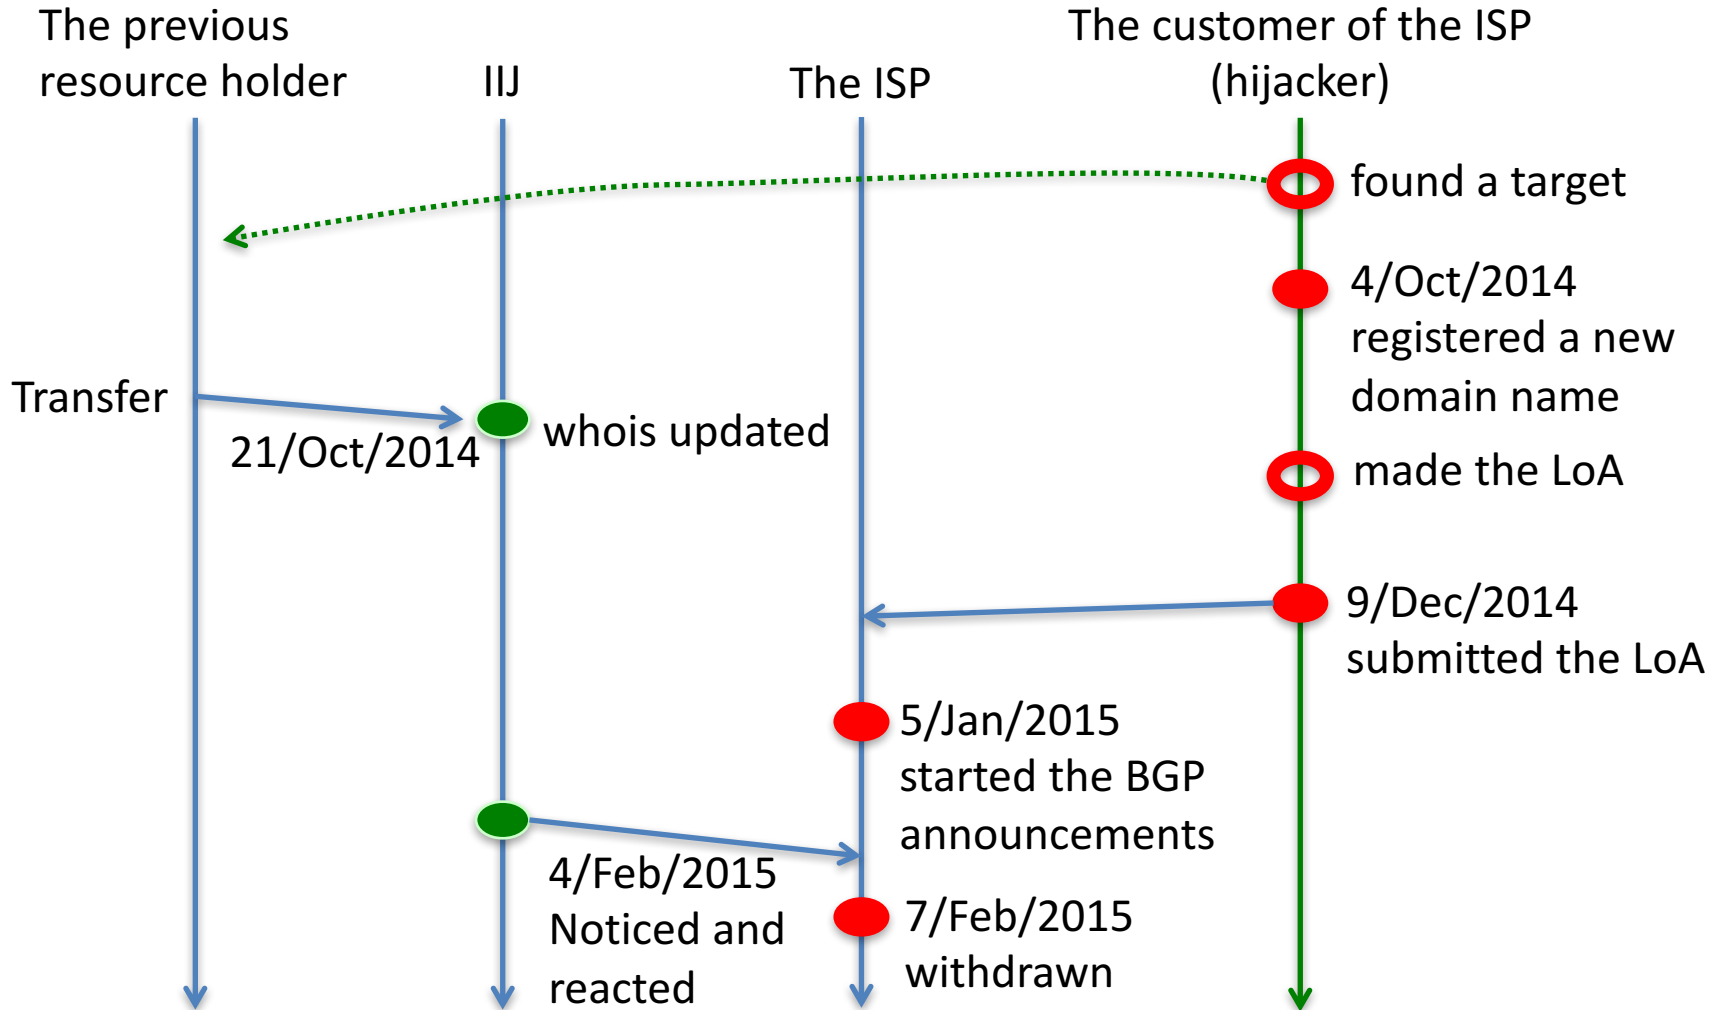 The previous
resource holder
IIJ
The ISP
The customer of the ISP
(hijacker)
found a target
4/Oct/2014
registered a new
domain name
Transfer
21/Oct/2014
whois updated
made the LoA
9/Dec/2014
submitted the LoA
5/Jan/2015
started the BGP
announcements
4/Feb/2015
Noticed and
reacted
7/Feb/2015
withdrawn